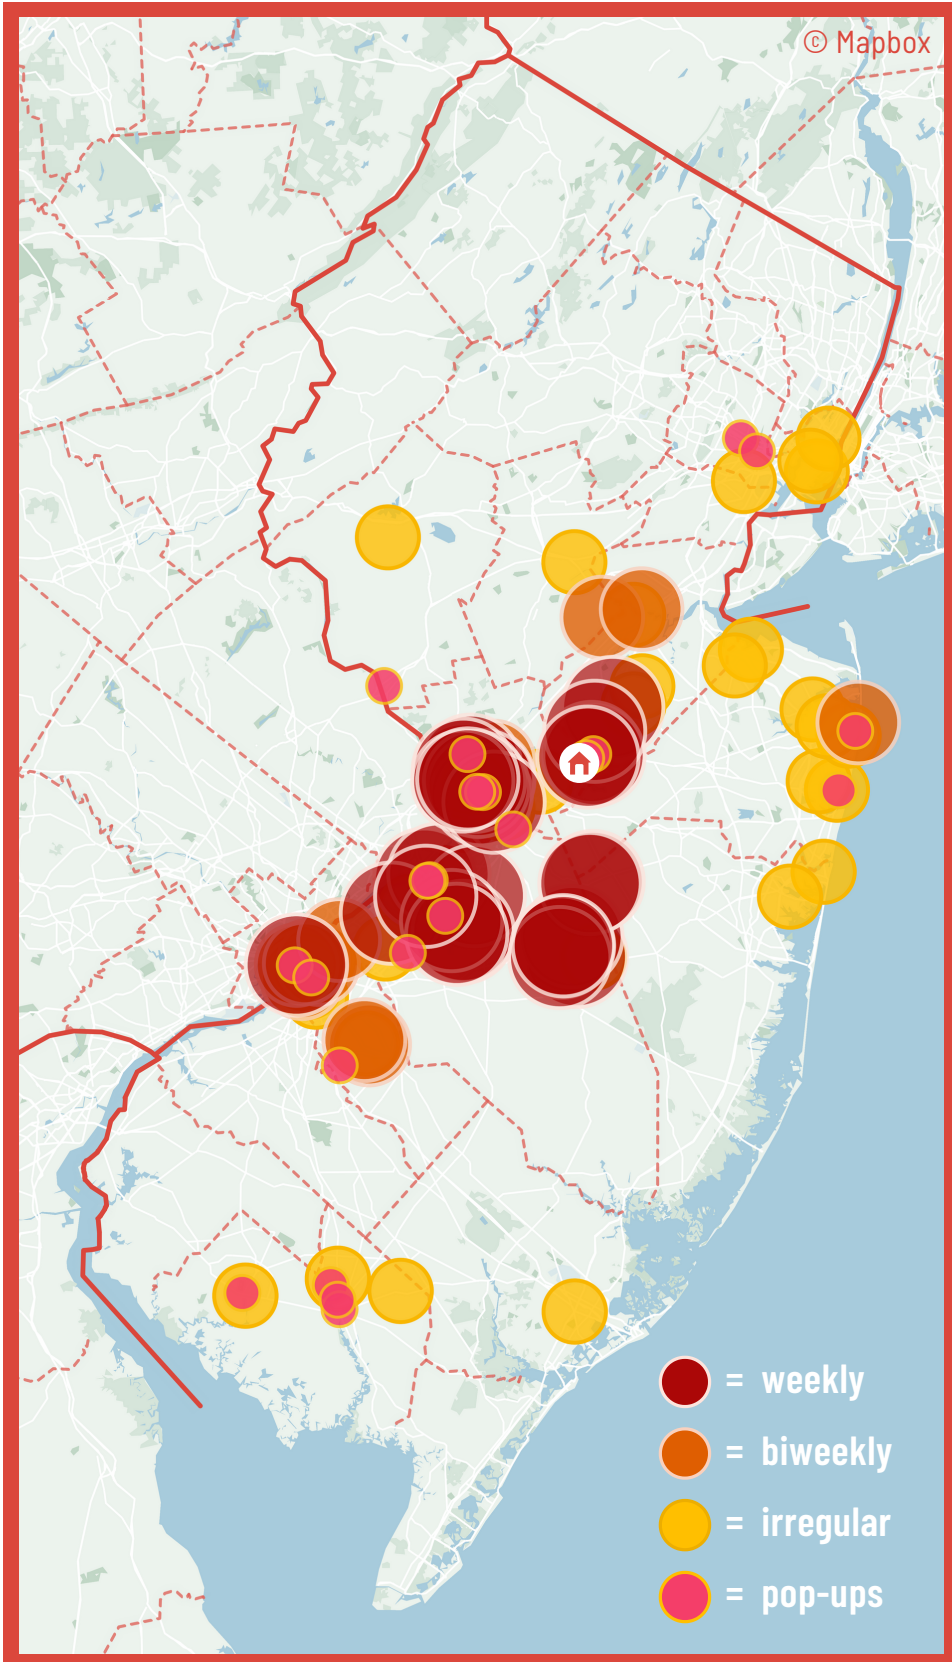 © Mapbox
= weekly
= biweekly
= irregular
= pop-ups